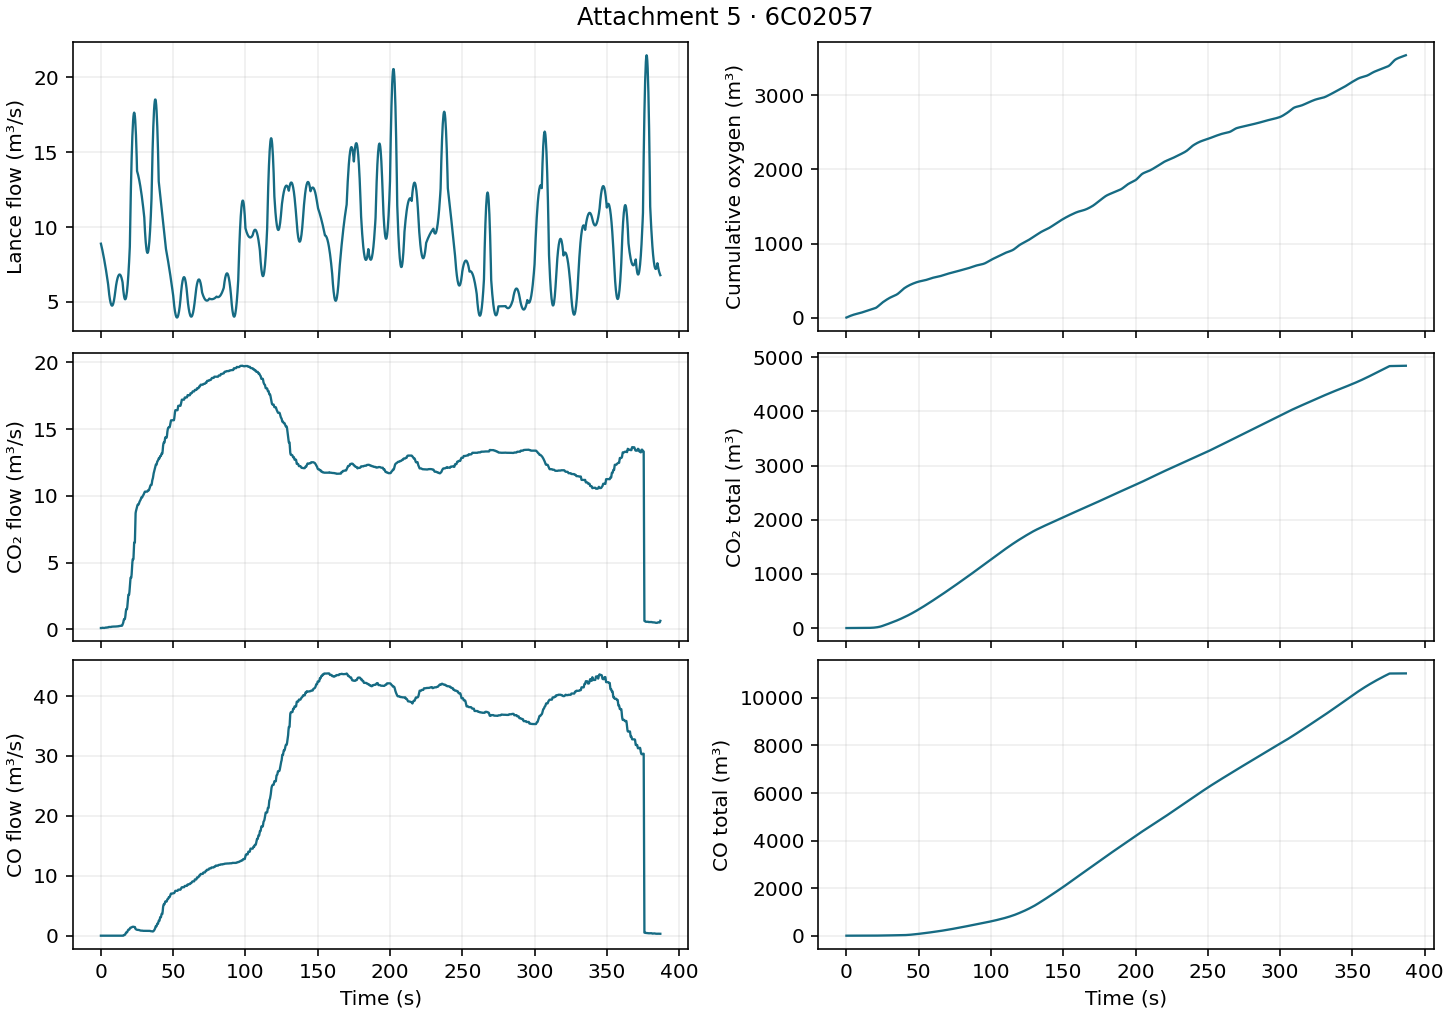 Attachment 5 · 6C02057
Lance flow (m³/s)
20
15
10
5
Cumulative oxygen (m³)
3000
2000
1000
0
CO₂ flow (m³/s)
20
15
10
5
0
CO₂ total (m³)
5000
4000
3000
2000
1000
0
CO flow (m³/s)
40
30
20
10
0
0 50 100 150 200 250 300 350 400
Time (s)
CO total (m³)
10000
8000
6000
4000
2000
0
0 50 100 150 200 250 300 350 400
Time (s)